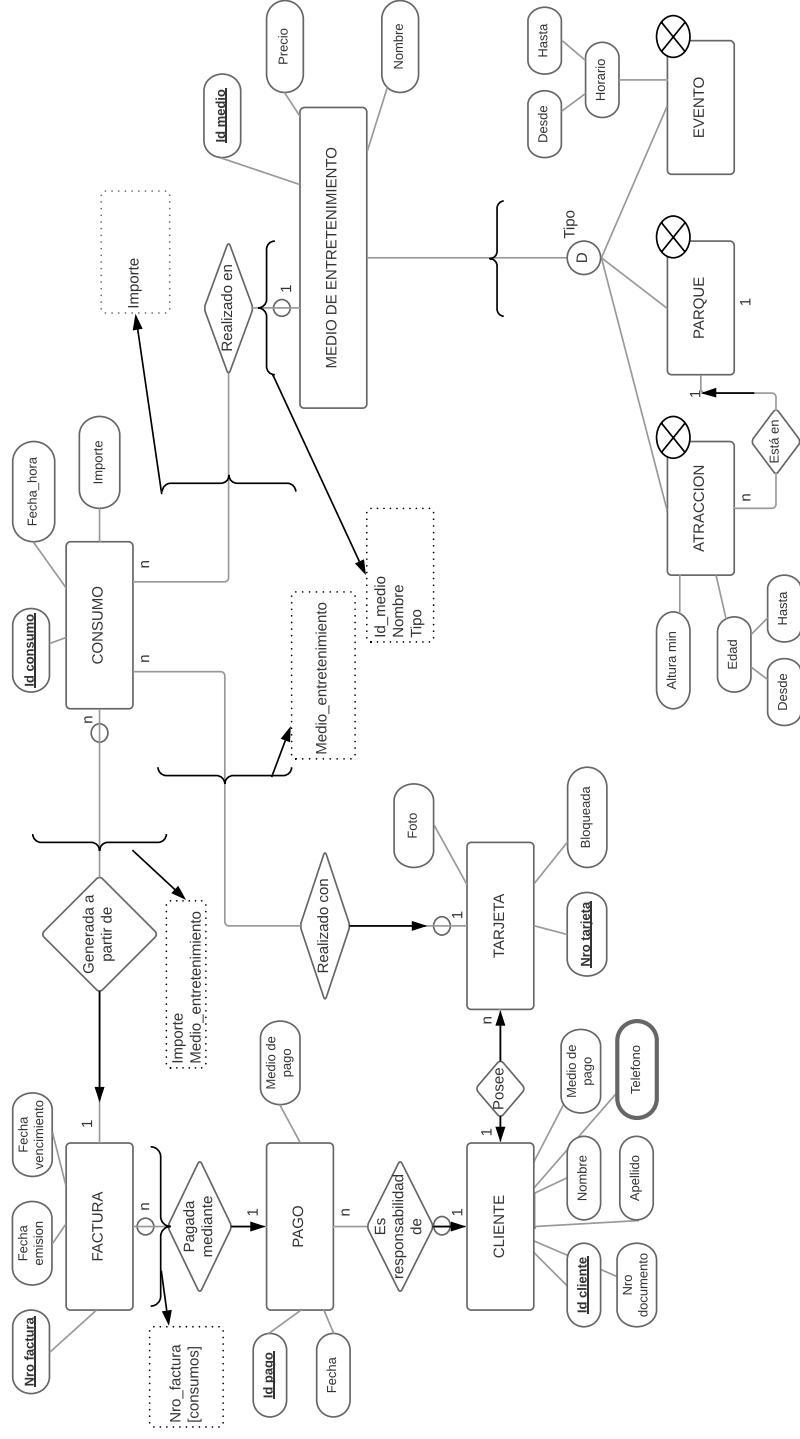 Nro factura
Fecha
emision
Fecha
vencimiento
FACTURA
1
Generada a
partir de
n
Id consumo
Fecha_hora
CONSUMO
Importe
n
n
Importe
Id medio
Precio
Nombre
Realizado en
1
MEDIO DE ENTRETENIMIENTO
Nro_factura
[consumos]
n
Pagada
mediante
1
Importe
Medio_entretenimiento
Medio_entretenimiento
Id_medio
Nombre
Tipo
Id pago
Fecha
PAGO
Medio de
pago
n
Es
responsabilidad
de
1
Realizado con
1
Foto
TARJETA
Nro tarjeta
Bloqueada
n
Posee
1
CLIENTE
Id cliente
Nro
documento
Nombre
Apellido
Medio de
pago
Telefono
Tipo
D
Desde
Hasta
Horario
EVENTO
PARQUE
1
1
ATRACCION
n
Está en
Altura min
Edad
Desde
Hasta